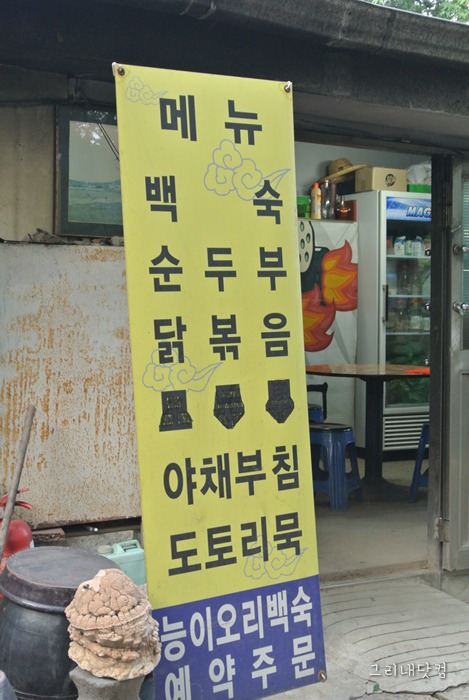 메뉴
백숙
순두부
닭볶음
야채부침
도토리묵
능이오리백숙
예약주문
MAG
그리내닷컴